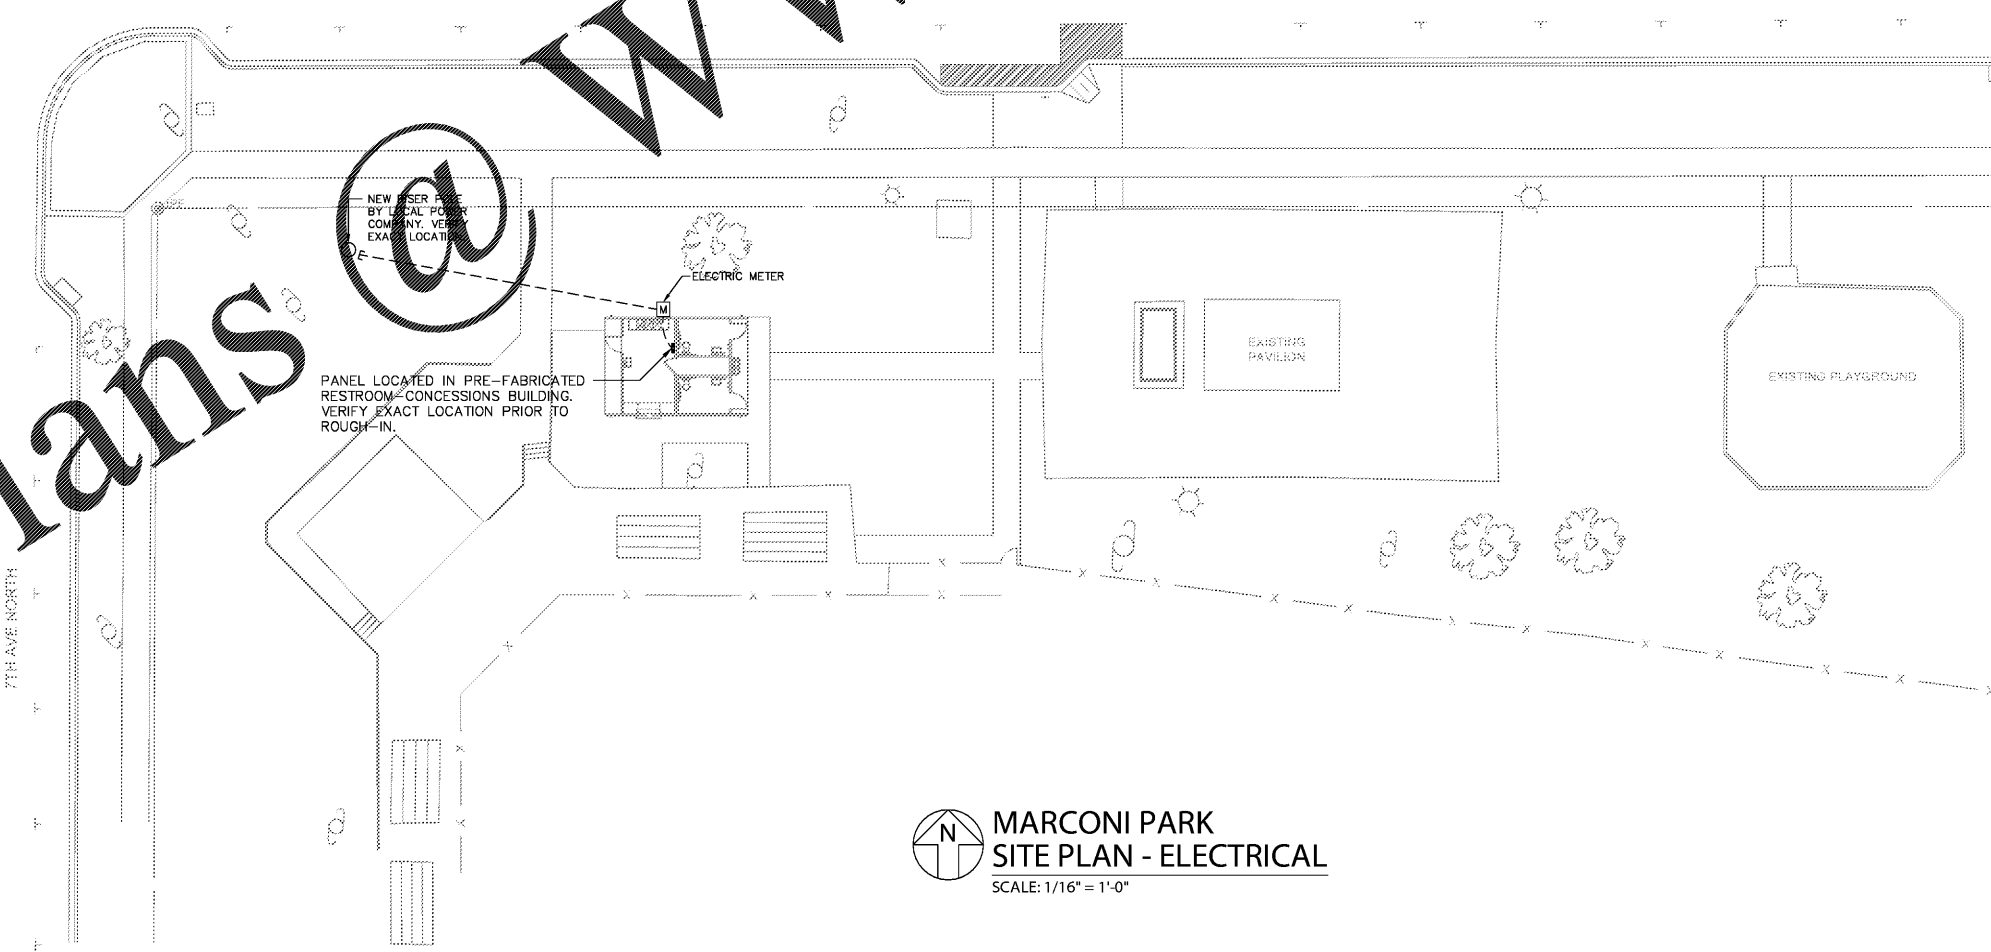 lans @ W
NEW RISER POLE
BY LOCAL POWER
COMPANY. VERIFY
EXACT LOCATION.
E
ELECTRIC METER
M
PANEL LOCATED IN PRE-FABRICATED
RESTROOM-CONCESSIONS BUILDING.
VERIFY EXACT LOCATION PRIOR TO
ROUGH-IN.
EXISTING
PAVILION
EXISTING PLAYGROUND
7TH AVE NORTH
N
MARCONI PARK
SITE PLAN - ELECTRICAL
SCALE: 1/16" = 1'-0"